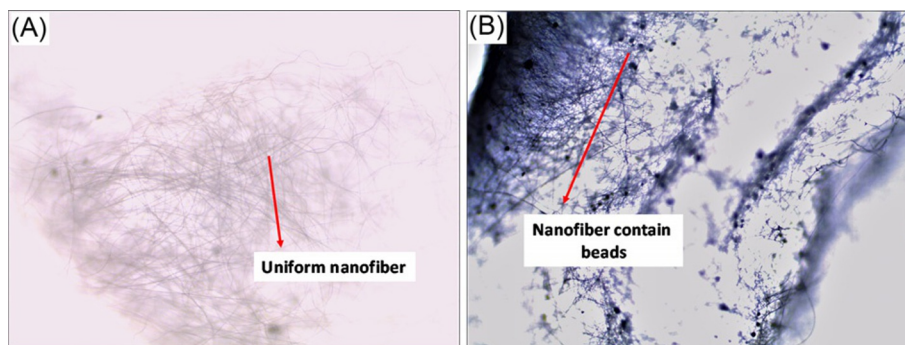 (A)
Uniform nanofiber
(B)
Nanofiber contain
beads